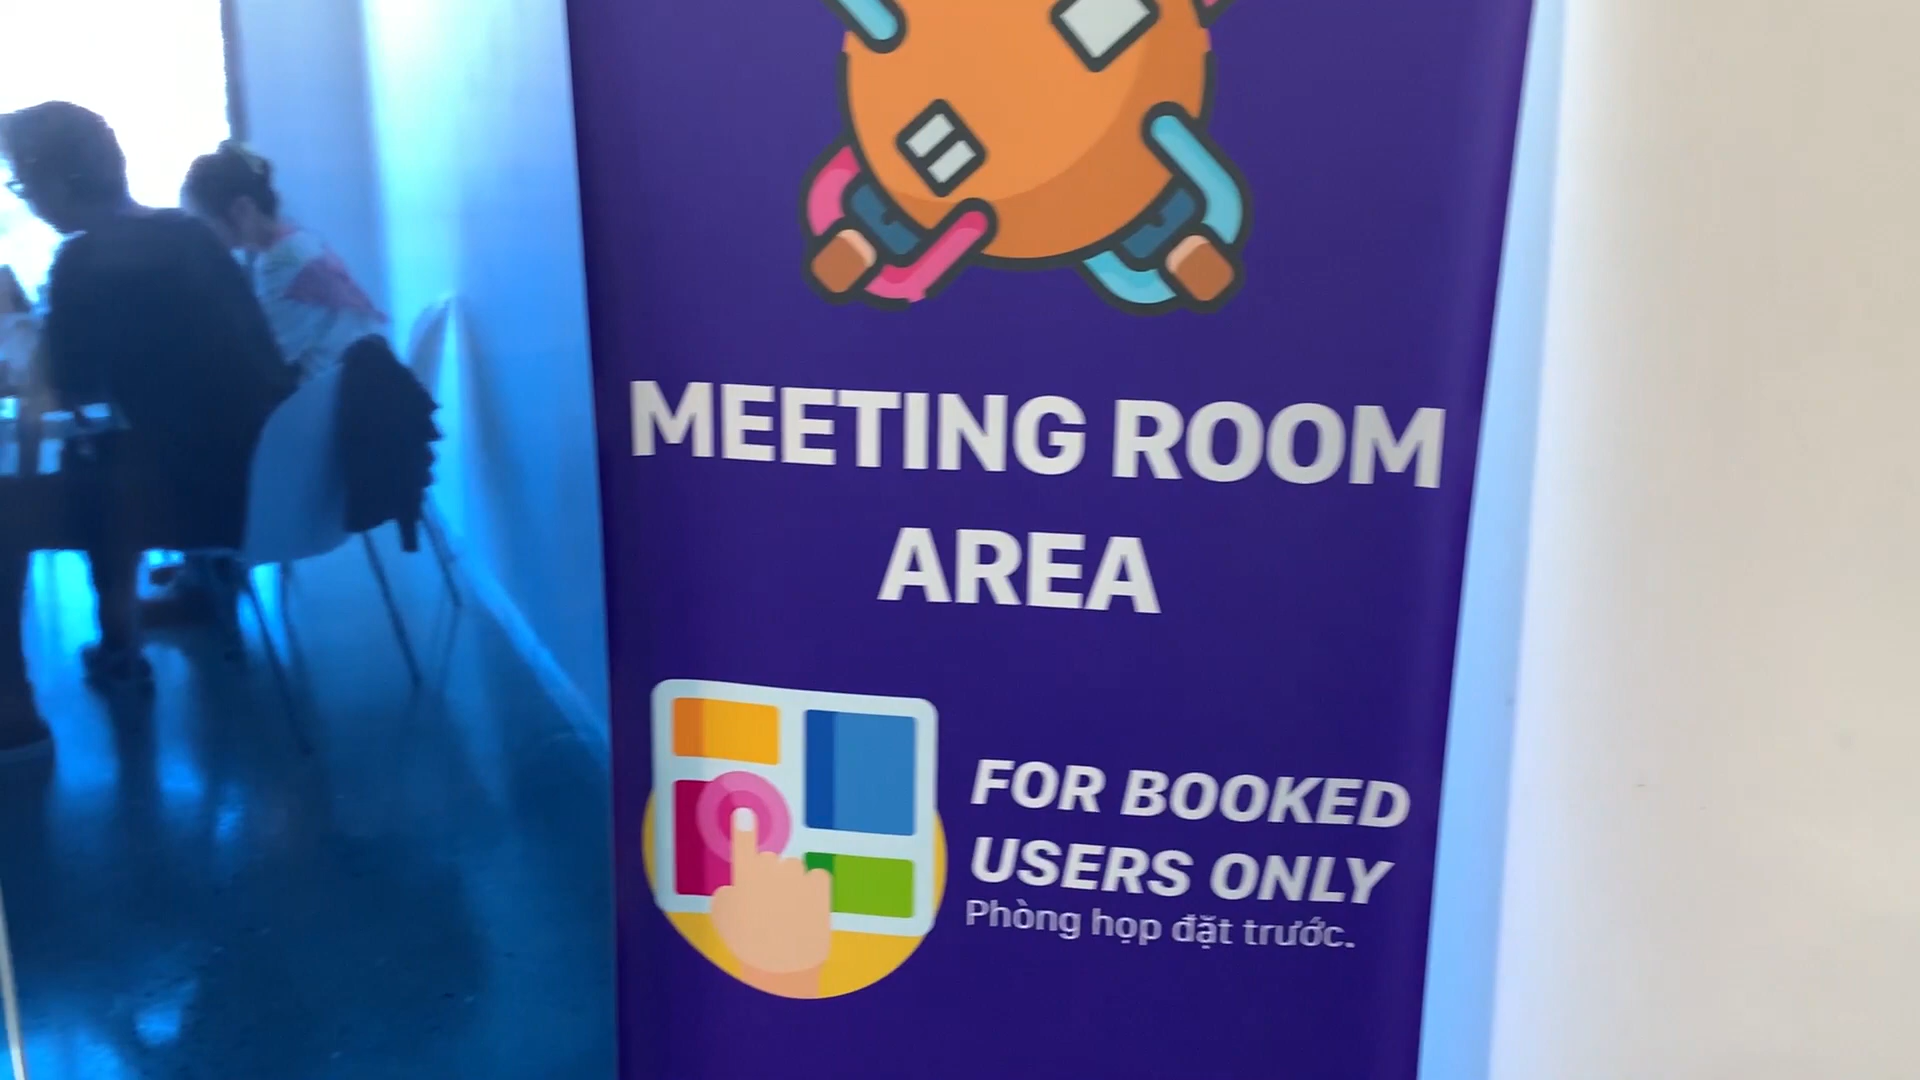 MEETING ROOM
AREA
FOR BOOKED
USERS ONLY
Phòng họp đặt trước.